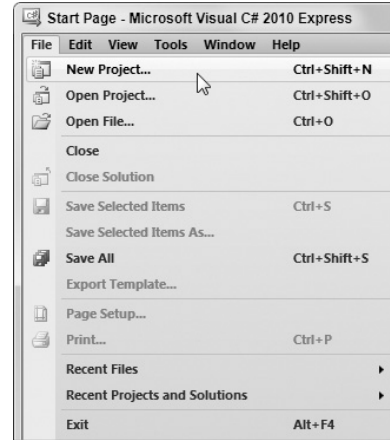 Start Page - Microsoft Visual C# 2010 Express
File Edit View Tools Window Help
New Project... Ctrl+Shift+N
Open Project... Ctrl+Shift+O
Open File... Ctrl+O
Close
Close Solution
Save Selected Items Ctrl+S
Save Selected Items As...
Save All Ctrl+Shift+S
Export Template...
Page Setup...
Print... Ctrl+P
Recent Files
Recent Projects and Solutions
Exit Alt+F4